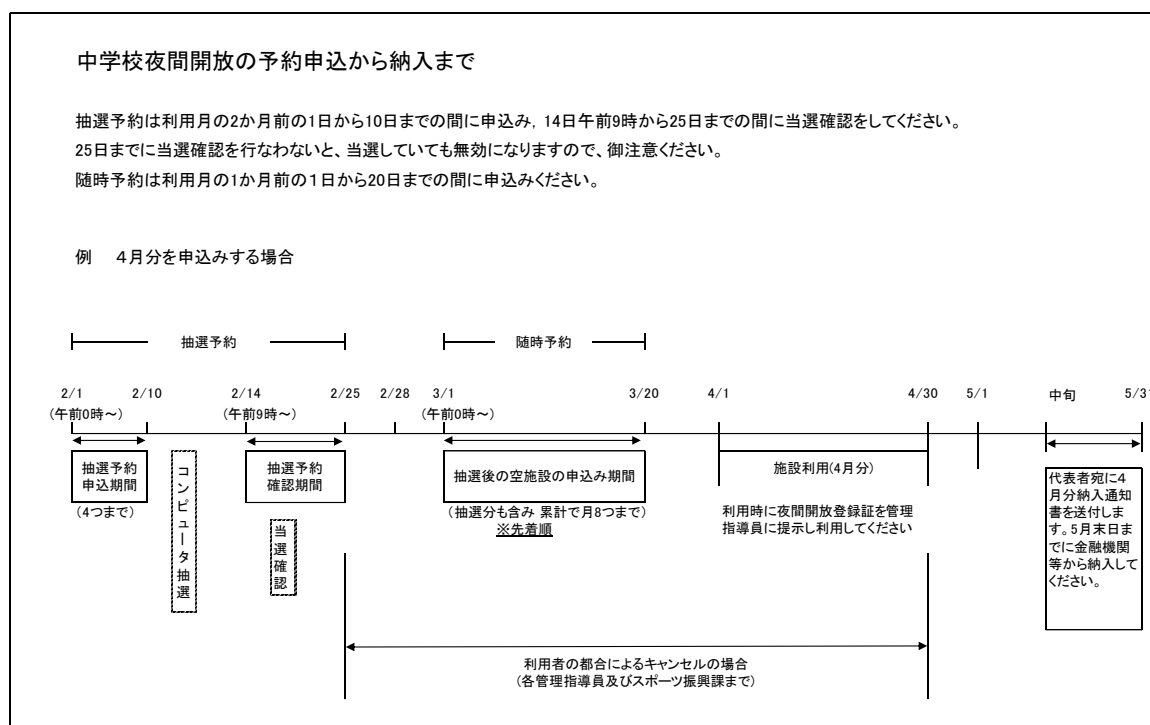 中学校夜間開放の予約申込から納入まで
抽選予約は利用月の2か月前の1日から10日までの間に申込み，14日午前9時から25日までの間に当選確認をしてください。
25日までに当選確認を行なわないと、当選していても無効になりますので、御注意ください。
随時予約は利用月の1か月前の１日から20日までの間に申込みください。
例　４月分を申込みする場合
抽選予約
随時予約
2/1
2/10
2/14
2/25
2/28
3/1
3/20
4/1
4/30
5/1
中旬
5/31
(午前0時～)
(午前9時～)
(午前0時～)
抽選予約
申込期間
(4つまで)
コンピュータ抽選
抽選予約
確認期間
当選確認
抽選後の空施設の申込み期間
(抽選分も含み 累計で月8つまで)
※先着順
施設利用(4月分)
利用時に夜間開放登録証を管理
指導員に提示し利用してください
代表者宛に４
月分納入通知
書を送付しま
す。5月末日ま
でに金融機関
等から納入して
ください。
利用者の都合によるキャンセルの場合
(各管理指導員及びスポーツ振興課まで)